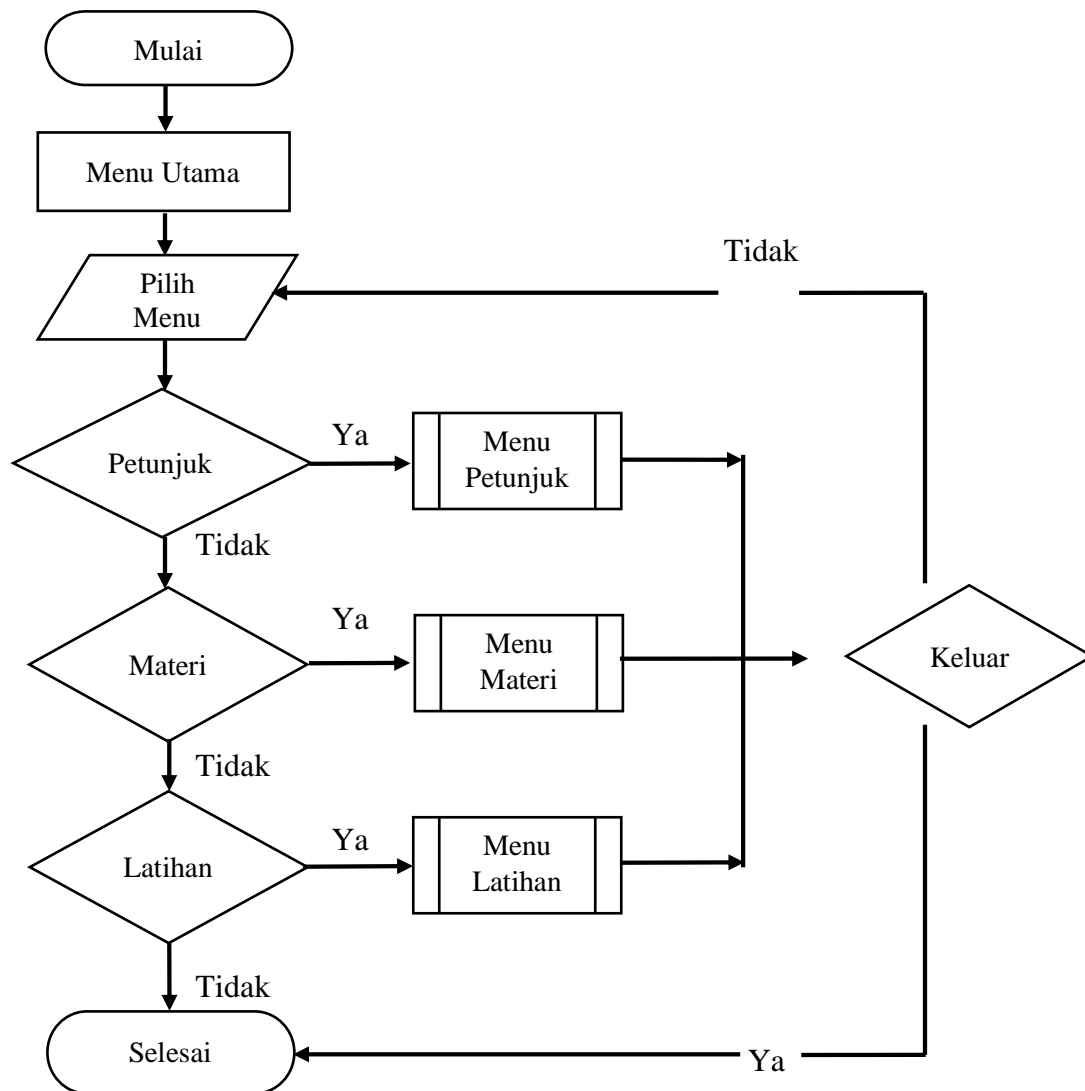 Mulai
Menu Utama
Tidak
Pilih
Menu
Ya
Menu
Petunjuk
Petunjuk
Tidak
Ya
Menu
Materi
Materi
Keluar
Tidak
Ya
Menu
Latihan
Latihan
Tidak
Selesai
Ya